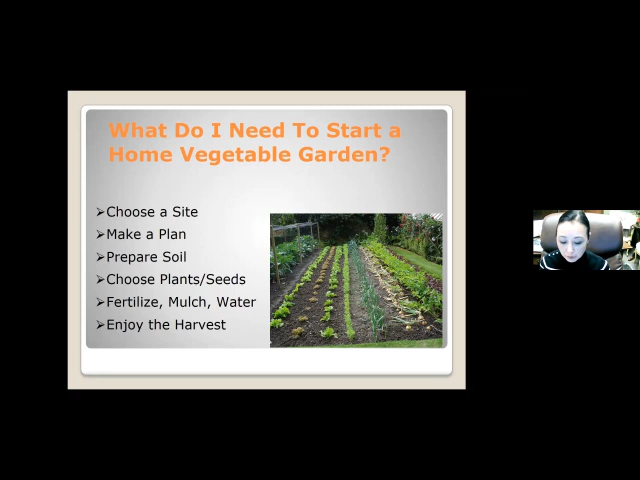 What Do I Need To Start a
Home Vegetable Garden?
➢Choose a Site
➢Make a Plan
➢Prepare Soil
➢Choose Plants/Seeds
➢Fertilize, Mulch, Water
➢Enjoy the Harvest